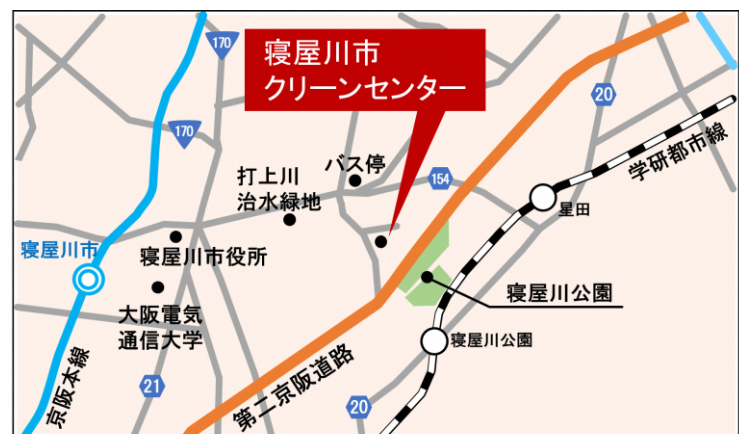 170
寝屋川市
クリーンセンター
20
170
学研都市線
バス停
154
打上川
治水緑地
星田
寝屋川市
寝屋川市役所
寝屋川公園
大阪電気
通信大学
寝屋川公園
21
京阪本線
第二京阪道路
20